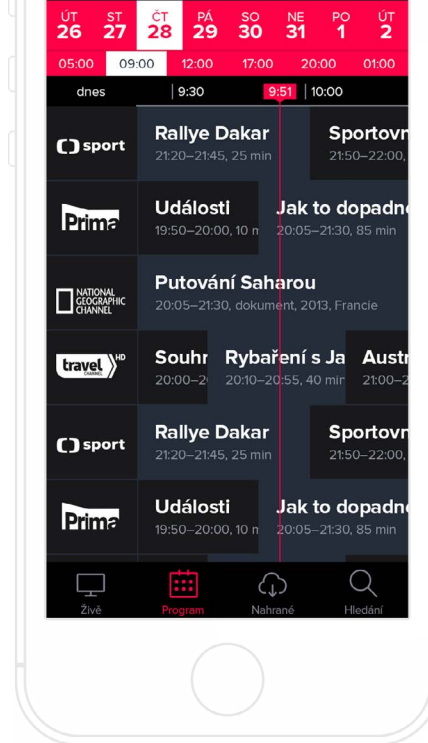 ÚT ST ČT PÁ SO NE PO ÚT
26 27 28 29 30 31 1 2
05:00 09:00 12:00 17:00 20:00 01:00
dnes 9:30 9:51 10:00
sport
Rallye Dakar Sportovn
21:20–21:45, 25 min 21:50–22:00,
Prima
Události Jak to dopadne
19:50–20:00, 10 m 20:05–21:30, 85 min
NATIONAL
GEOGRAPHIC
CHANNEL
Putování Saharou
20:05–21:30, dokument, 2013, Francie
travel HD
CHANNEL
Souhr Rybaření s Ja Austr
20:00–2 20:10–20:55, 40 mir 21:00–2
sport
Rallye Dakar Sportovn
21:20–21:45, 25 min 21:50–22:00,
Prima
Události Jak to dopadne
19:50–20:00, 10 m 20:05–21:30, 85 min
Živě Program Nahrané Hledání